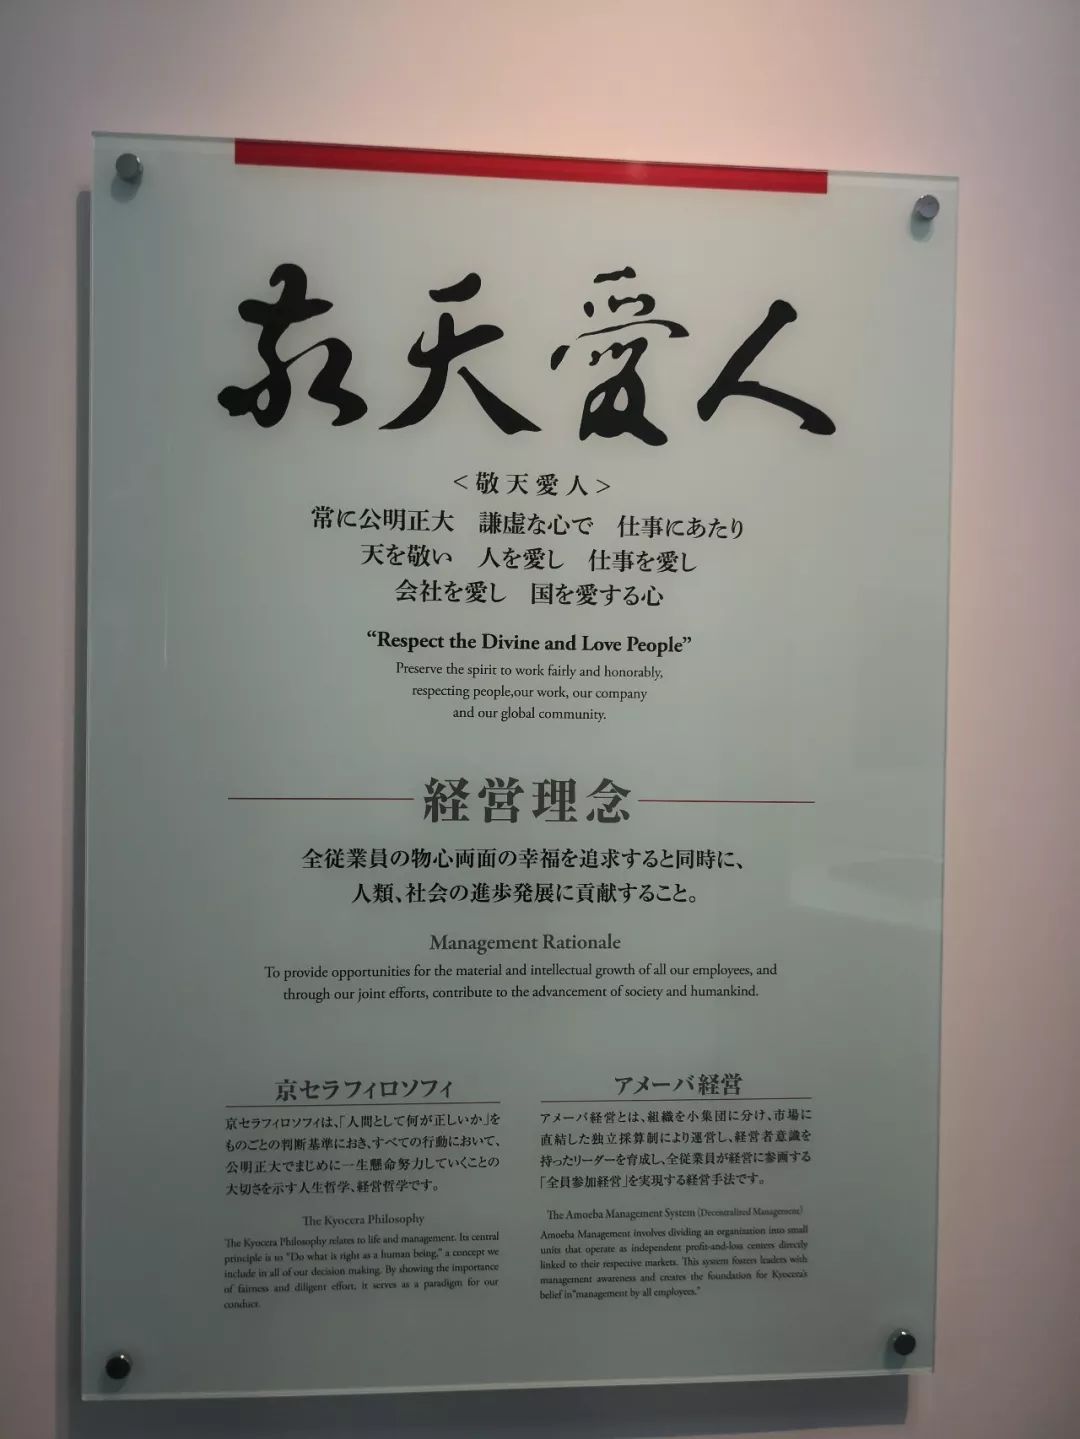 敬天愛人
＜敬天愛人＞
常に公明正大　謙虚な心で　仕事にあたり
天を敬い　人を愛し　仕事を愛し
会社を愛し　国を愛する心
“Respect the Divine and Love People”
Preserve the spirit to work fairly and honorably,
respecting people,our work, our company
and our global community.
経営理念
全従業員の物心両面の幸福を追求すると同時に、
人類、社会の進歩発展に貢献すること。
Management Rationale
To provide opportunities for the material and intellectual growth of all our employees, and
through our joint efforts, contribute to the advancement of society and humankind.
京セラフィロソフィ
京セラフィロソフィは、「人間として何が正しいか」を
ものごとの判断基準におき、すべての行動において、
公明正大でまじめに一生懸命努力していくことの
大切さを示す人生哲学、経営哲学です。
The Kyocera Philosophy
The Kyocera Philosophy relates to life and management. Its central
principle is to “Do what is right as a human being,” a concept we
include in all of our decision making. By showing the importance
of fairness and diligent effort, it serves as a paradigm for our
conduct.
アメーバ経営
アメーバ経営とは、組織を小集団に分け、市場に
直結した独立採算制により運営し、経営者意識を
持ったリーダーを育成し、全従業員が経営に参画する
「全員参加経営」を実現する経営手法です。
The Amoeba Management System (Decentralized Management)
Amoeba Management involves dividing an organization into small
units that operate as independent profit-and-loss centers directly
linked to their respective markets. This system fosters leaders with
management awareness and creates the foundation for Kyocera's
belief in“management by all employees.”